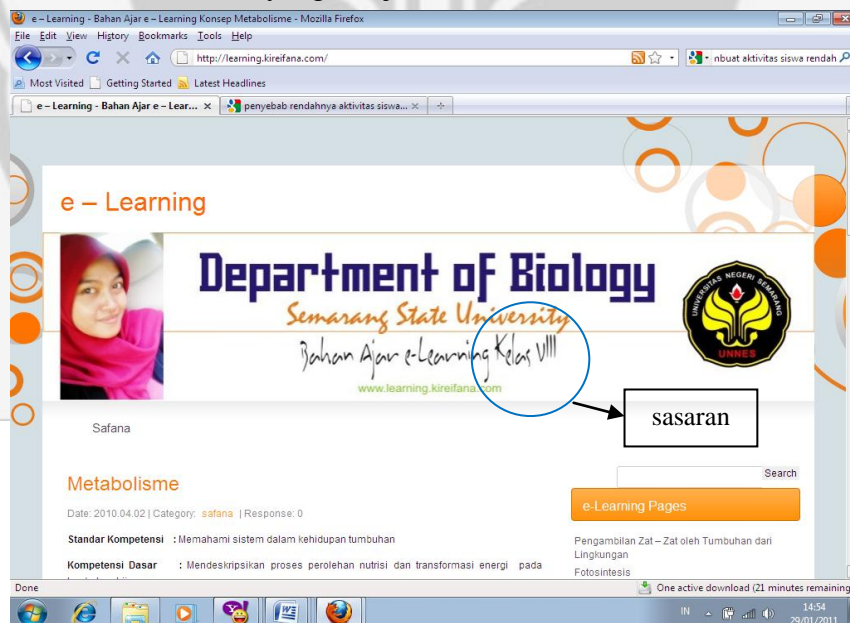 e – Learning - Bahan Ajar e – Learning Konsep Metabolisme - Mozilla Firefox
File Edit View History Bookmarks Tools Help
http://learning.kireifana.com/
nbuat aktivitas siswa rendah
Most Visited Getting Started Latest Headlines
e – Learning - Bahan Ajar e – Lear...
penyebab rendahnya aktivitas siswa...
e – Learning
Department of Biology
Semarang State University
Bahan Ajar e-Learning Kelas VIII
www.learning.kireifana.com
UNIVERSITAS NEGERI SEMARANG
UNNES
sasaran
Safana
Search
Metabolisme
e-Learning Pages
Date: 2010.04.02 | Category: safana | Response: 0
Standar Kompetensi : Memahami sistem dalam kehidupan tumbuhan
Pengambilan Zat – Zat oleh Tumbuhan dari
Lingkungan
Kompetensi Dasar : Mendeskripsikan proses perolehan nutrisi dan transformasi energi pada
Fotosintesis
Done
One active download (21 minutes remaining
IN
14:54
29/01/2011